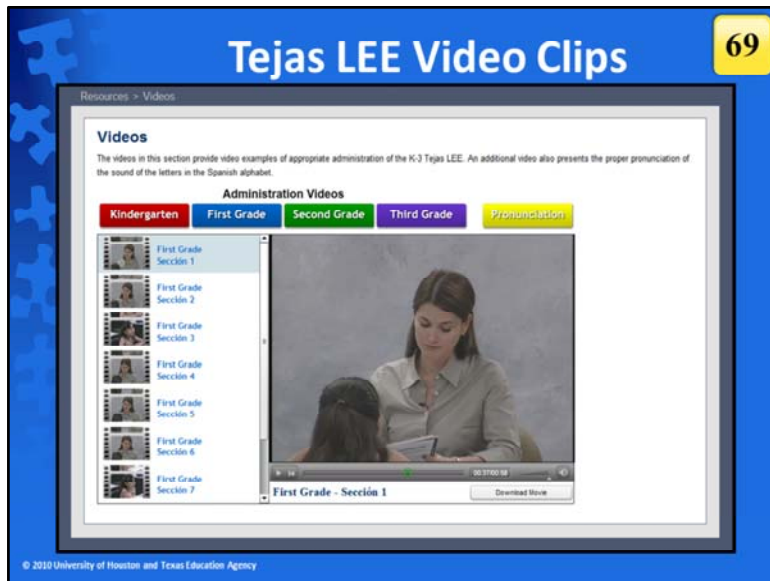 Tejas LEE Video Clips
69
Resources > Videos
Videos
The videos in this section provide video examples of appropriate administration of the K-3 Tejas LEE. An additional video also presents the proper pronunciation of
the sound of the letters in the Spanish alphabet.
Administration Videos
Kindergarten
First Grade
Second Grade
Third Grade
Pronunciation
First Grade
Sección 1
First Grade
Sección 2
First Grade
Sección 3
First Grade
Sección 4
First Grade
Sección 5
First Grade
Sección 6
First Grade
Sección 7
00:37/00:58
First Grade - Sección 1
Download Movie
© 2010 University of Houston and Texas Education Agency